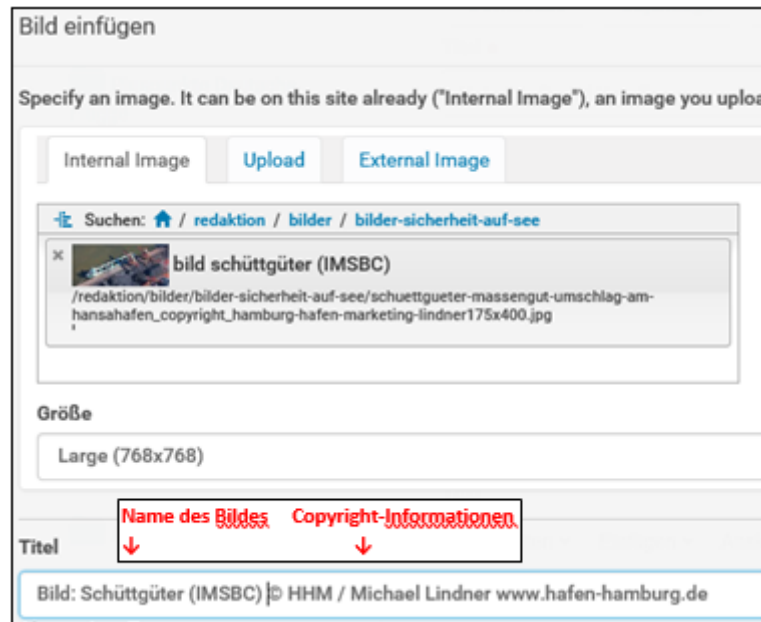 Bild einfügen
Specify an image. It can be on this site already ("Internal Image"), an image you uploa
Internal Image Upload External Image
Suchen: / redaktion / bilder / bilder-sicherheit-auf-see
× bild schüttgüter (IMSBC)
/redaktion/bilder/bilder-sicherheit-auf-see/schuettgueter-massengut-umschlag-am-
hansahafen_copyright_hamburg-hafen-marketing-lindner175x400.jpg
'
Größe
Large (768x768)
Name des Bildes Copyright-Informationen
↓ ↓
Titel
Bild: Schüttgüter (IMSBC) © HHM / Michael Lindner www.hafen-hamburg.de